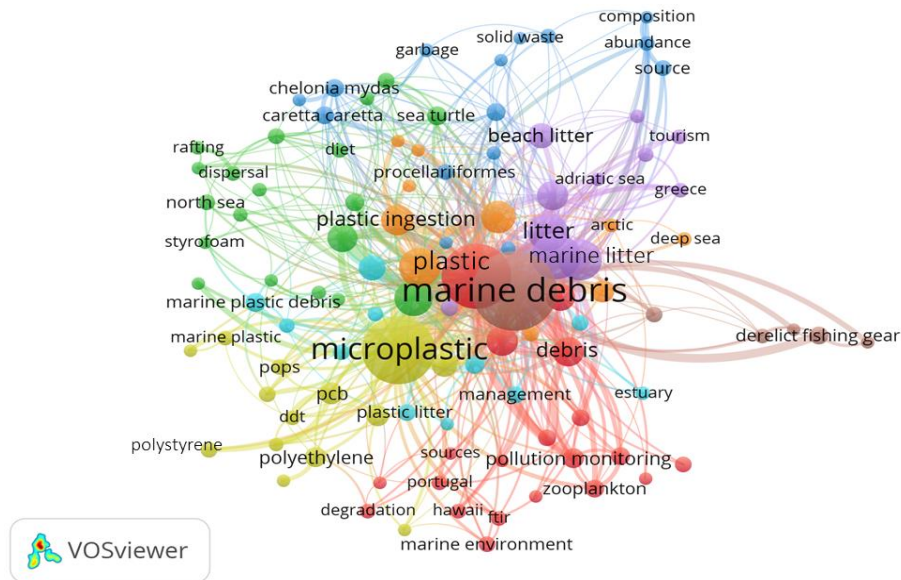 composition
solid waste
abundance
garbage
source
chelonia mydas
caretta caretta
sea turtle
beach litter
tourism
rafting
diet
dispersal
procellariiformes
adriatic sea
greece
north sea
plastic ingestion
litter
arctic
styrofoam
deep sea
plastic
marine litter
marine debris
marine plastic debris
derelict fishing gear
marine plastic
microplastic
debris
pops
pcb
management
estuary
ddt
plastic litter
polystyrene
polyethylene
sources
pollution monitoring
portugal
zooplankton
degradation
hawaii
ftir
marine environment
VOSviewer